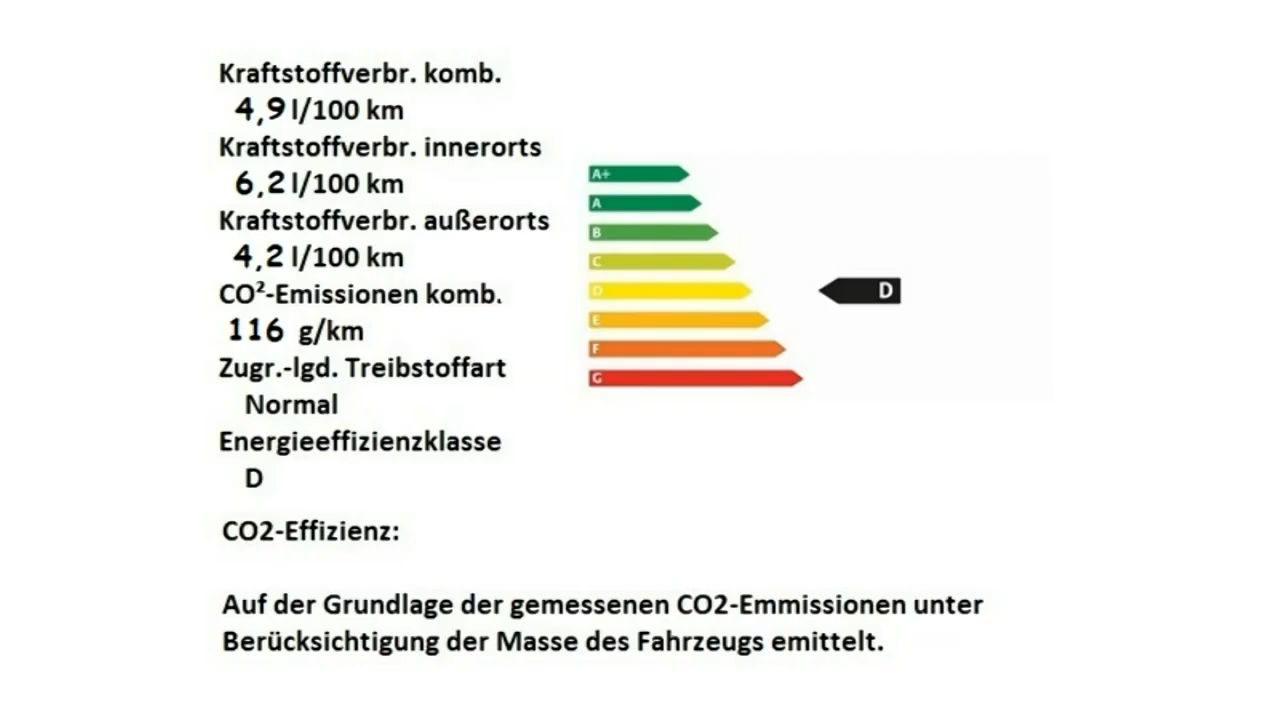 Kraftstoffverbr. komb.
4,9 l/100 km
Kraftstoffverbr. innerorts
6,2 l/100 km
Kraftstoffverbr. außerorts
4,2 l/100 km
CO²-Emissionen komb.
116 g/km
Zugr.-lgd. Treibstoffart
Normal
Energieeffizienzklasse
D
A+
A
B
C
D
E
F
G
D
CO2-Effizienz:
Auf der Grundlage der gemessenen CO2-Emmissionen unter
Berücksichtigung der Masse des Fahrzeugs emittelt.